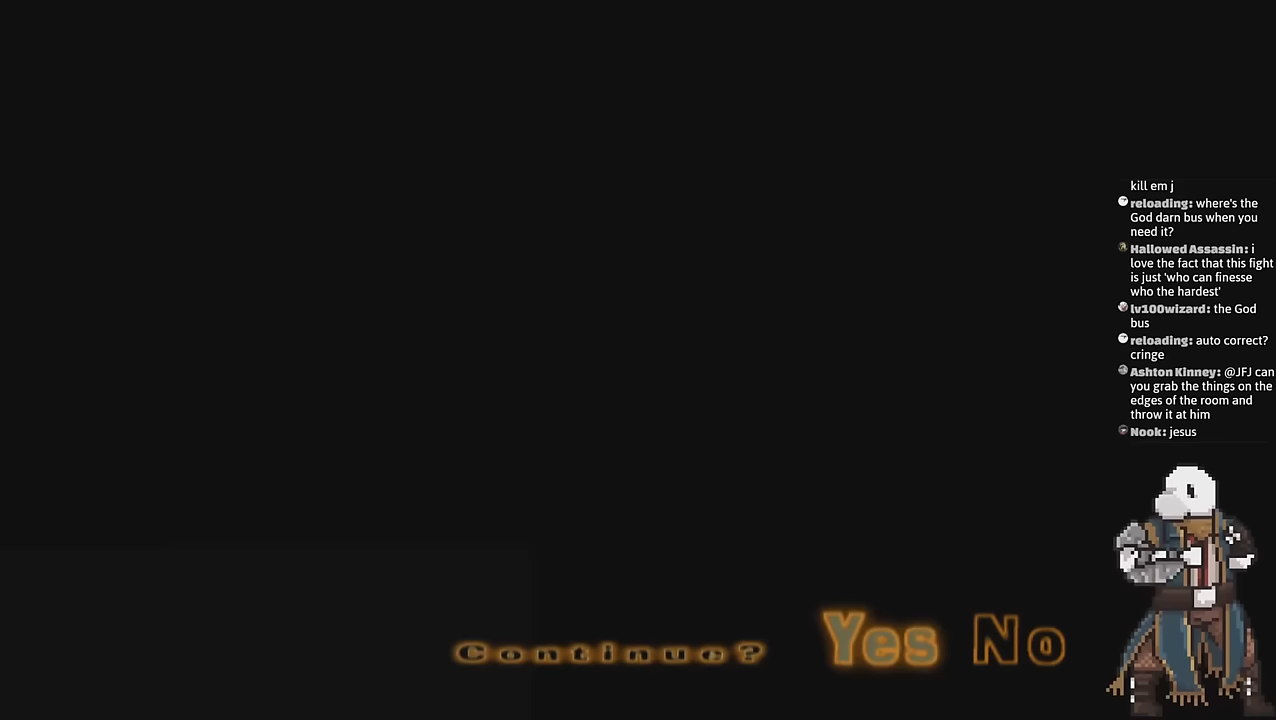 kill em j
reloading: where's the
God darn bus when you
need it?
Hallowed Assassin: i
love the fact that this fight
is just 'who can finesse
who the hardest'
lv100wizard: the God
bus
reloading: auto correct?
cringe
Ashton Kinney: @JFJ can
you grab the things on the
edges of the room and
throw it at him
Nook: jesus
Continue? Yes No